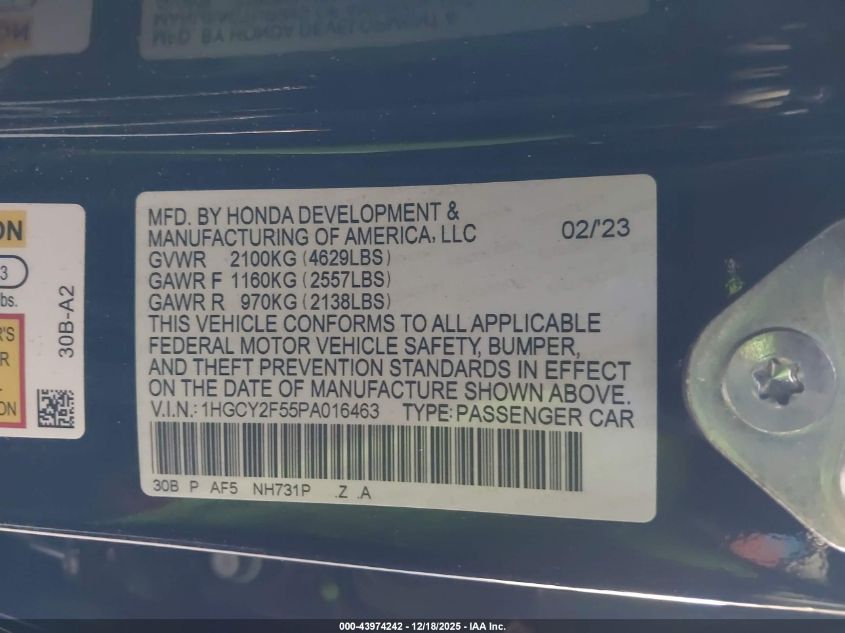 MFD. BY HONDA DEVELOPMENT &
MANUFACTURING OF AMERICA, LLC 02/'23
GVWR 2100KG (4629LBS)
GAWR F 1160KG (2557LBS)
GAWR R 970KG (2138LBS)
THIS VEHICLE CONFORMS TO ALL APPLICABLE
FEDERAL MOTOR VEHICLE SAFETY, BUMPER,
AND THEFT PREVENTION STANDARDS IN EFFECT
ON THE DATE OF MANUFACTURE SHOWN ABOVE.
V.I.N.: 1HGCY2F55PA016463 TYPE: PASSENGER CAR
30B P AF5 NH731P .Z .A
ON
3
lbs.
30B-A2
R'S
000-43974242 - 12/18/2025 - IAA Inc.